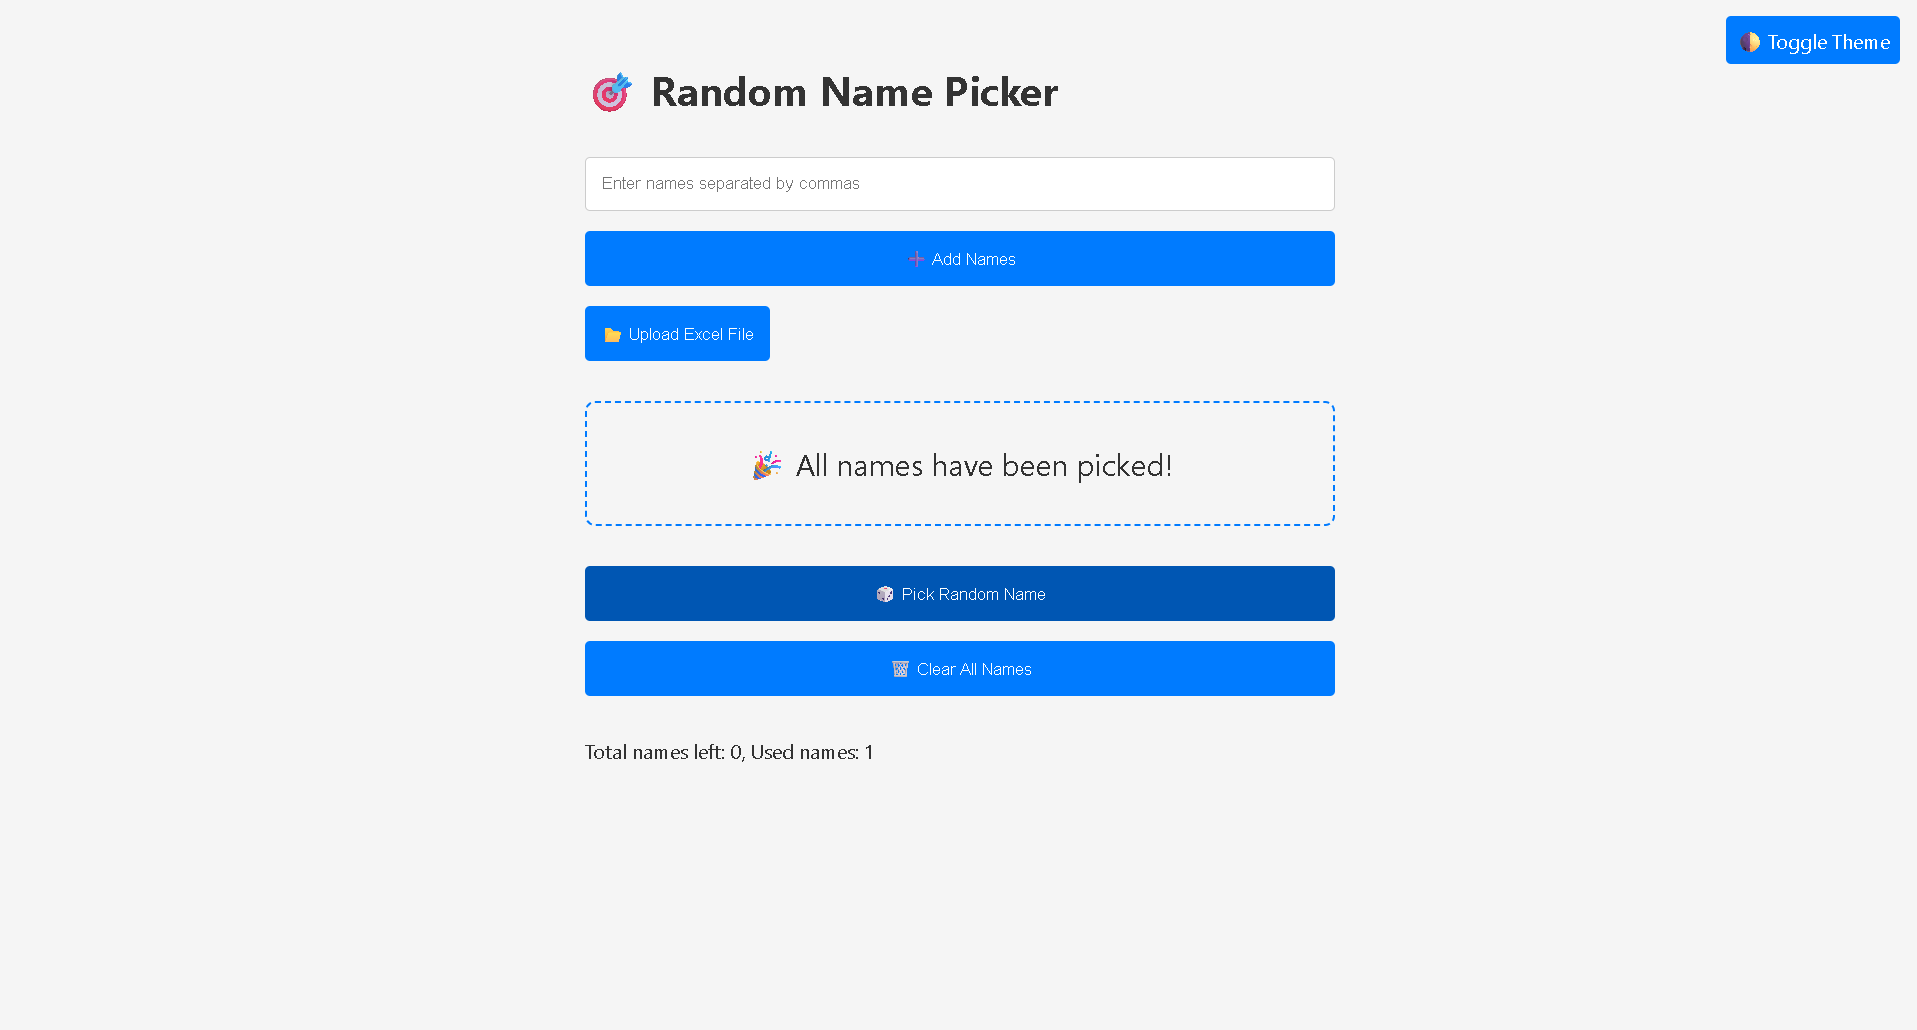 Toggle Theme
Random Name Picker
Enter names separated by commas
Add Names
Upload Excel File
All names have been picked!
Pick Random Name
Clear All Names
Total names left: 0, Used names: 1